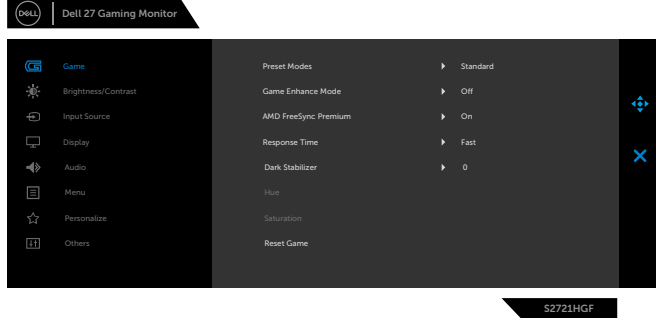 DELL
Dell 27 Gaming Monitor
Game
Preset Modes Standard
Brightness/Contrast
Game Enhance Mode Off
Input Source
AMD FreeSync Premium On
Display
Response Time Fast
Audio
Dark Stabilizer 0
Menu
Hue
Personalize
Saturation
Others
Reset Game
S2721HGF